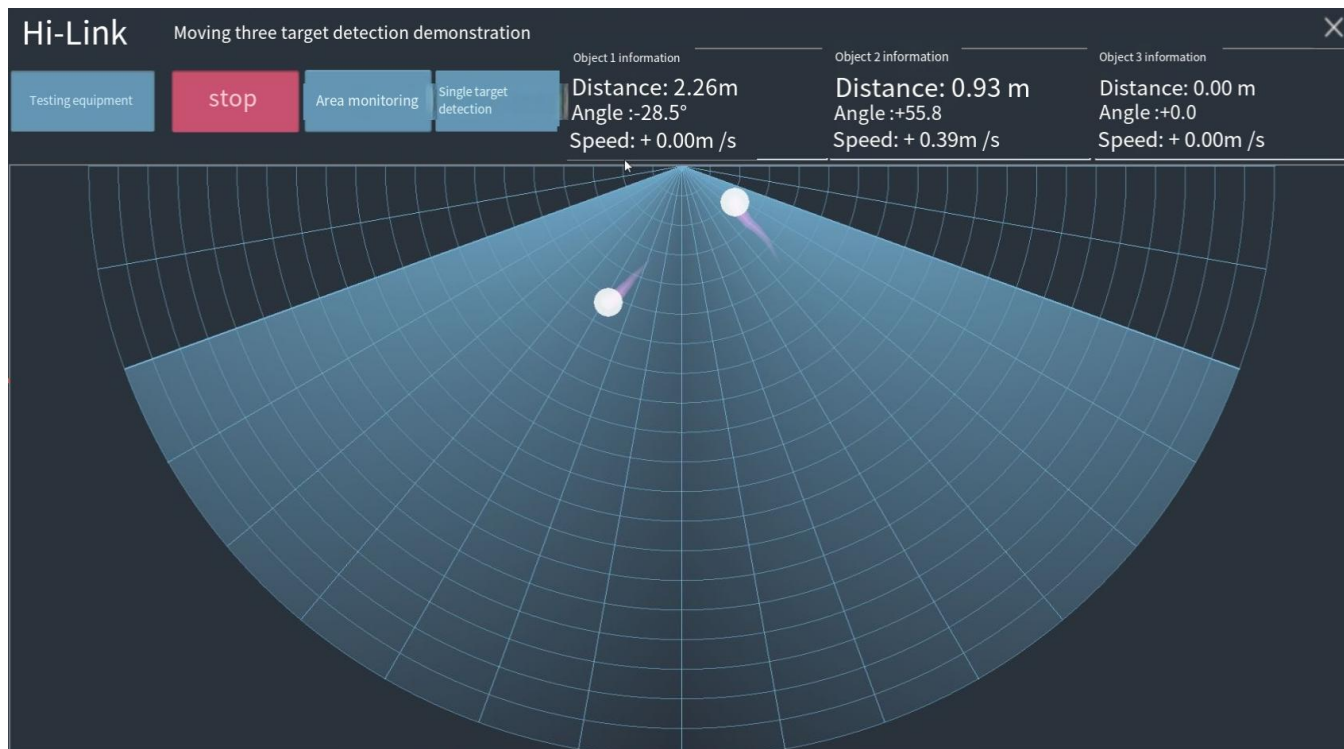 Hi-Link
Moving three target detection demonstration
Testing equipment
stop
Area monitoring
Single target
detection
Object 1 information
Distance: 2.26m
Angle :-28.5°
Speed: + 0.00m /s
Object 2 information
Distance: 0.93 m
Angle :+55.8
Speed: + 0.39m /s
Object 3 information
Distance: 0.00 m
Angle :+0.0
Speed: + 0.00m /s